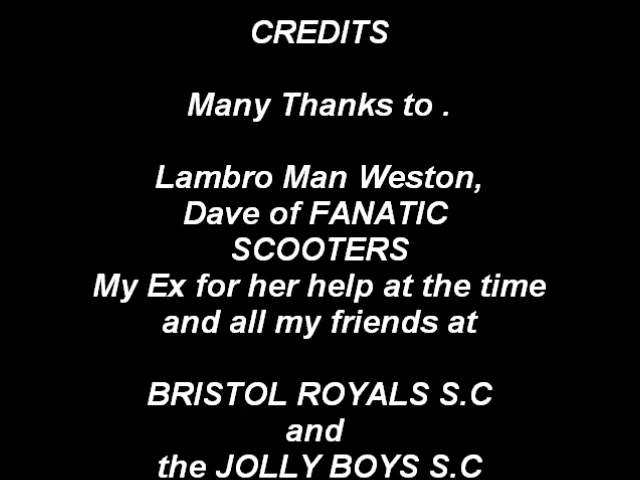 CREDITS
Many Thanks to .
Lambro Man Weston,
Dave of FANATIC
SCOOTERS
My Ex for her help at the time
and all my friends at
BRISTOL ROYALS S.C
and
the JOLLY BOYS S.C